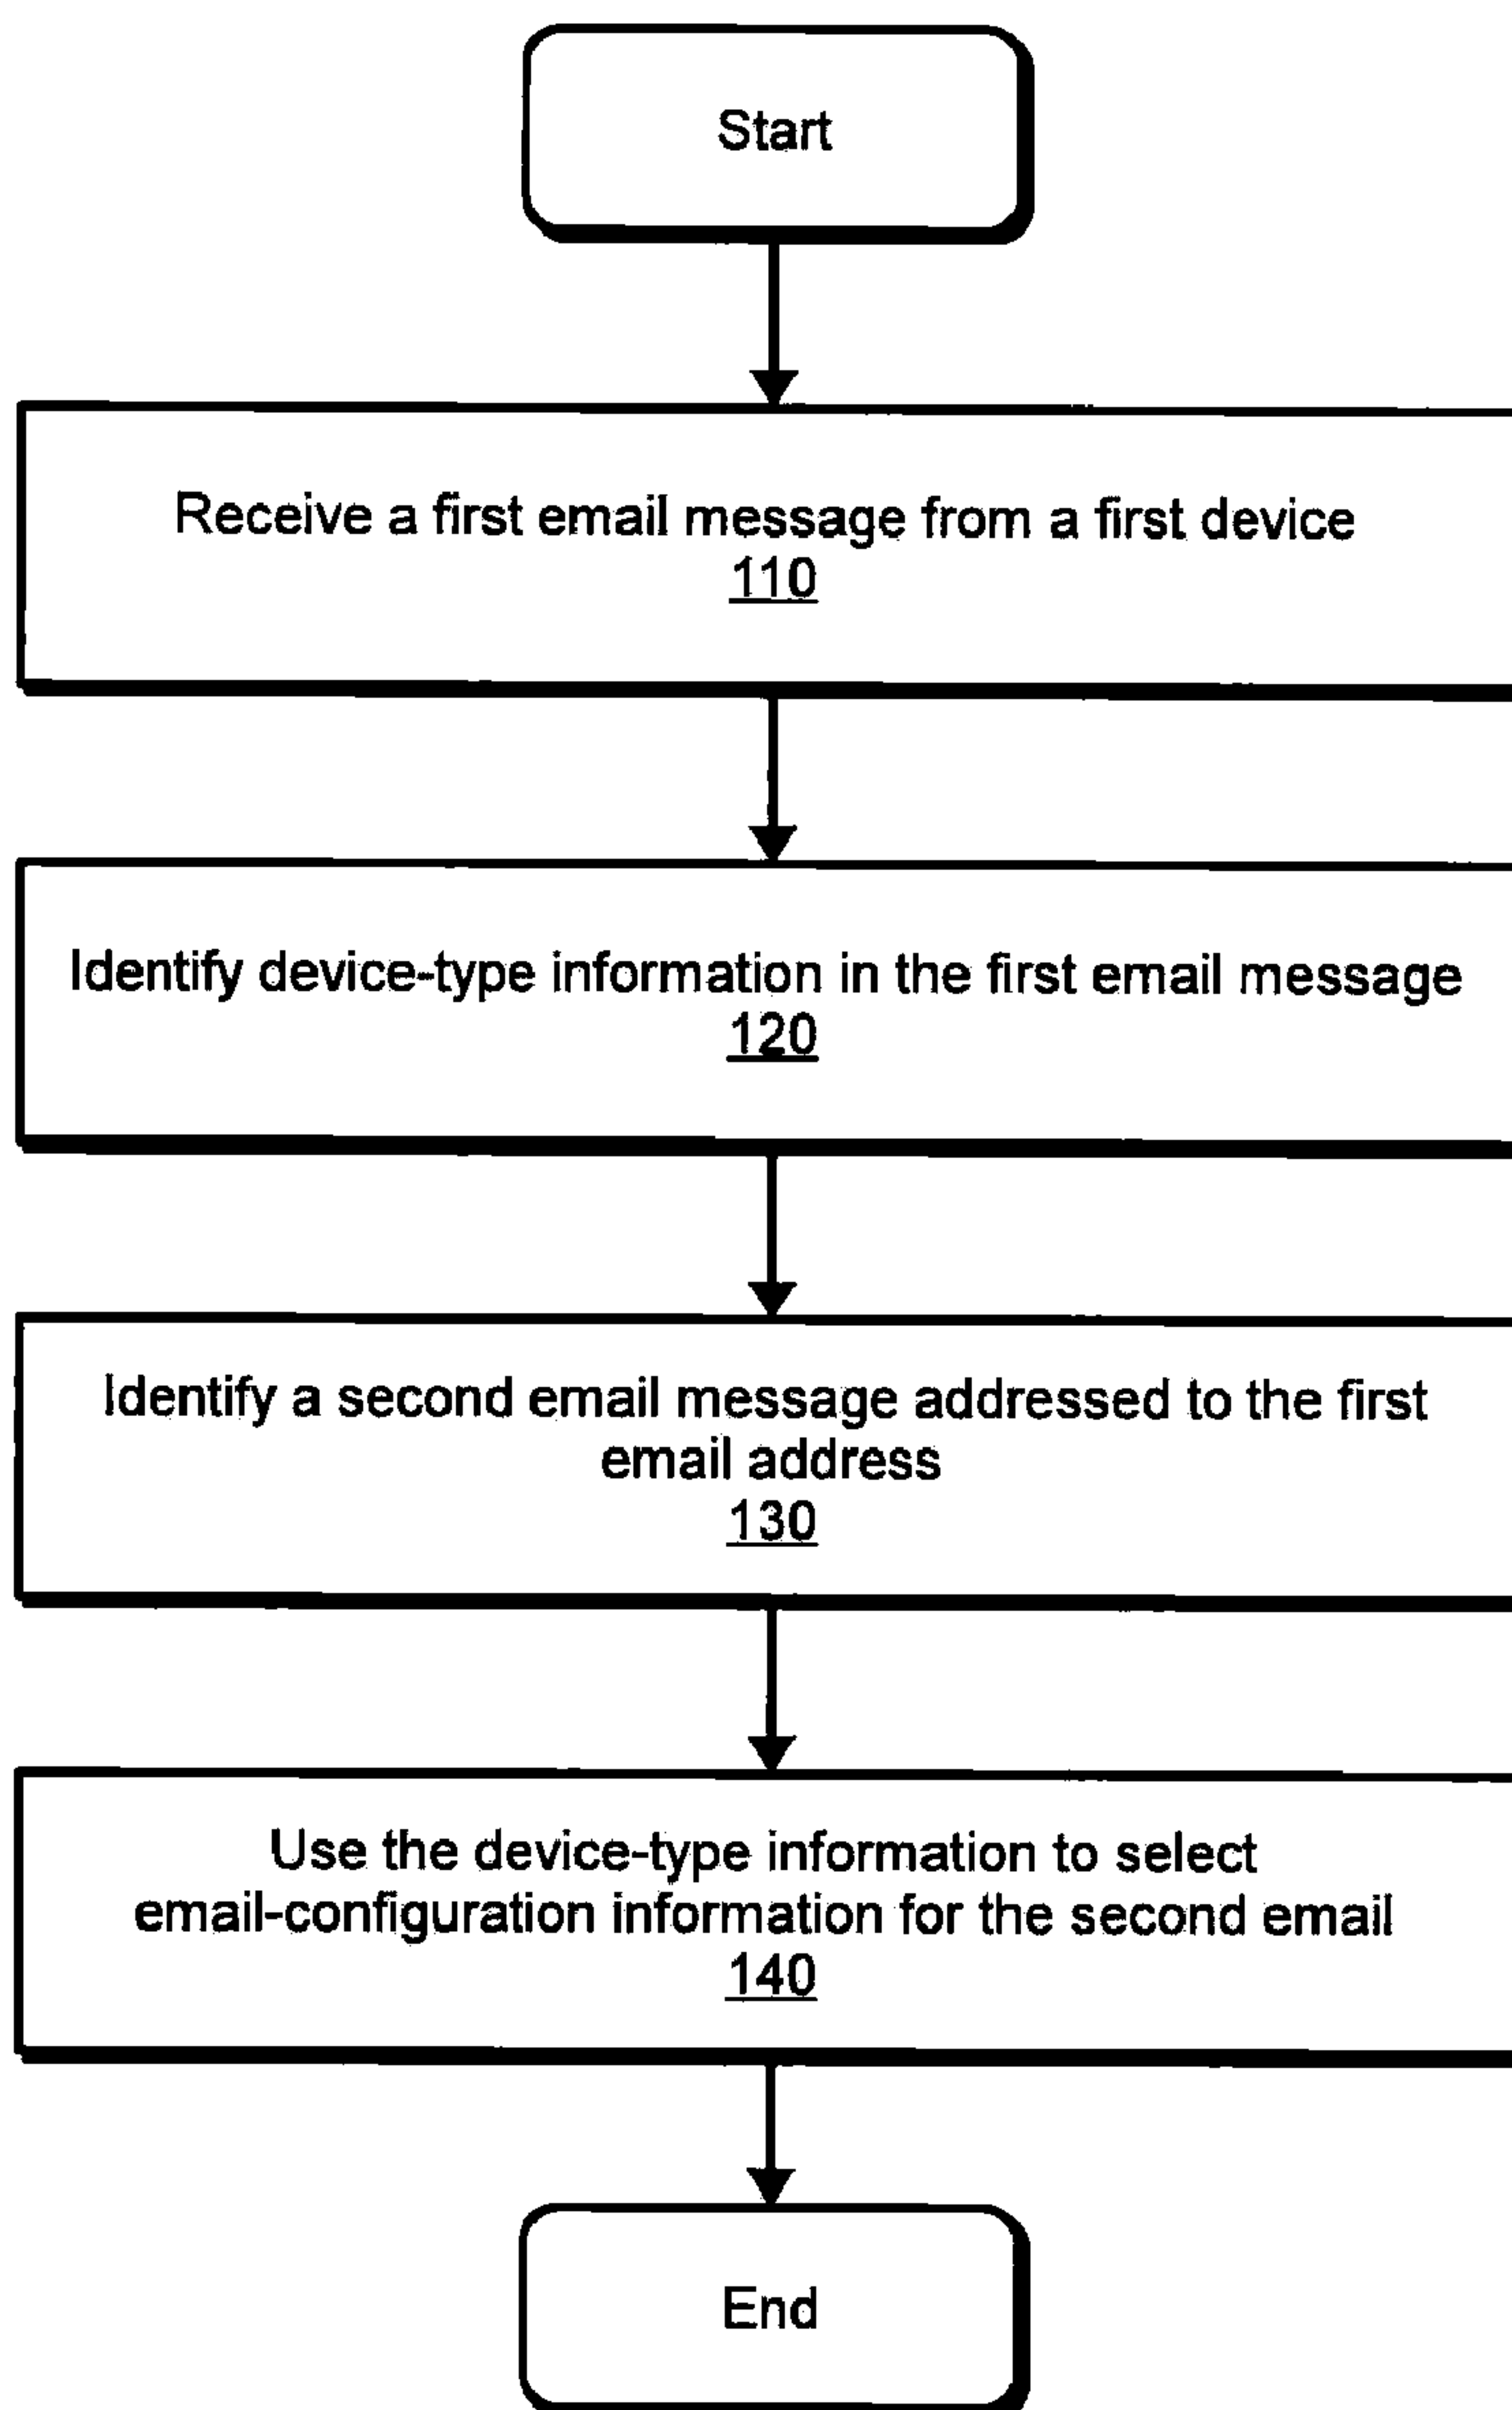 Start
Receive a first email message from a first device
110
Identify device-type information in the first email message
120
Identify a second email message addressed to the first
email address
130
Use the device-type information to select
email-configuration information for the second email
140
End